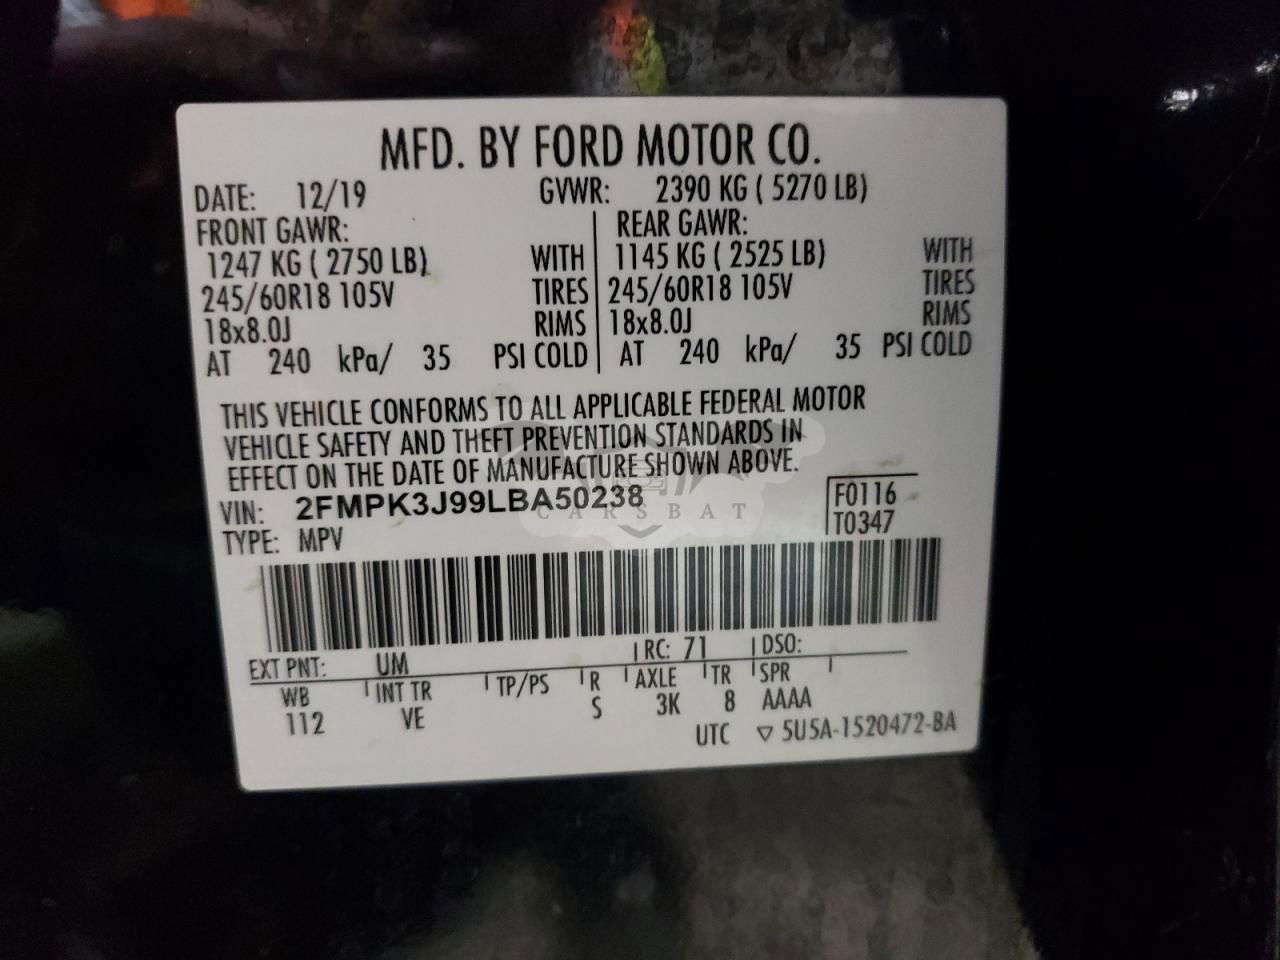 MFD. BY FORD MOTOR CO.
DATE: 12/19 GVWR: 2390 KG ( 5270 LB)
FRONT GAWR: REAR GAWR:
1247 KG ( 2750 LB) WITH 1145 KG ( 2525 LB) WITH
245/60R18 105V TIRES 245/60R18 105V TIRES
18x8.0J RIMS 18x8.0J RIMS
AT 240 kPa/ 35 PSI COLD AT 240 kPa/ 35 PSI COLD
THIS VEHICLE CONFORMS TO ALL APPLICABLE FEDERAL MOTOR
VEHICLE SAFETY AND THEFT PREVENTION STANDARDS IN
EFFECT ON THE DATE OF MANUFACTURE SHOWN ABOVE.
VIN: 2FMPK3J99LBA50238 F0116
TYPE: MPV T0347
CARSBAT
EXT PNT: UM RC: 71 DSO:
WB INT TR TP/PS R AXLE TR SPR
112 VE S 3K 8 AAAA
UTC ▽ 5U5A-1520472-BA